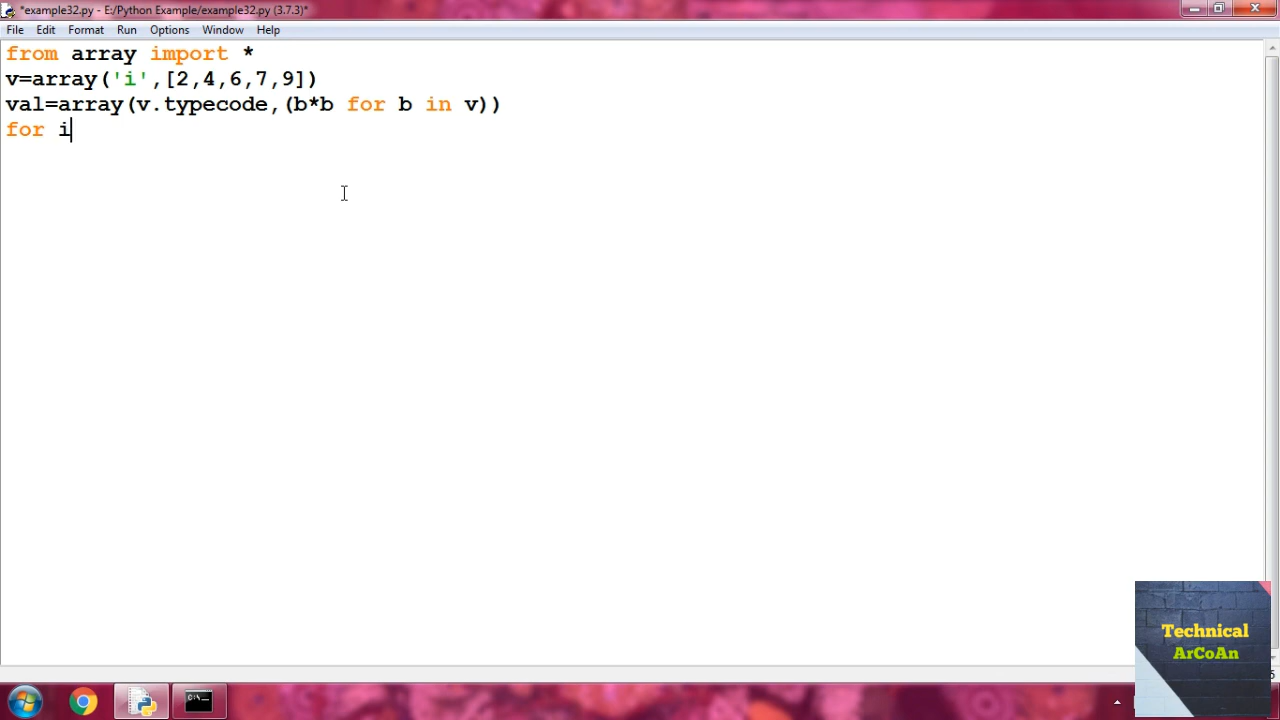 *example32.py - E:/Python Example/example32.py (3.7.3)*
File Edit Format Run Options Window Help
from array import *
v=array('i',[2,4,6,7,9])
val=array(v.typecode,(b*b for b in v))
for i
Technical
ArCoAn
C:\_